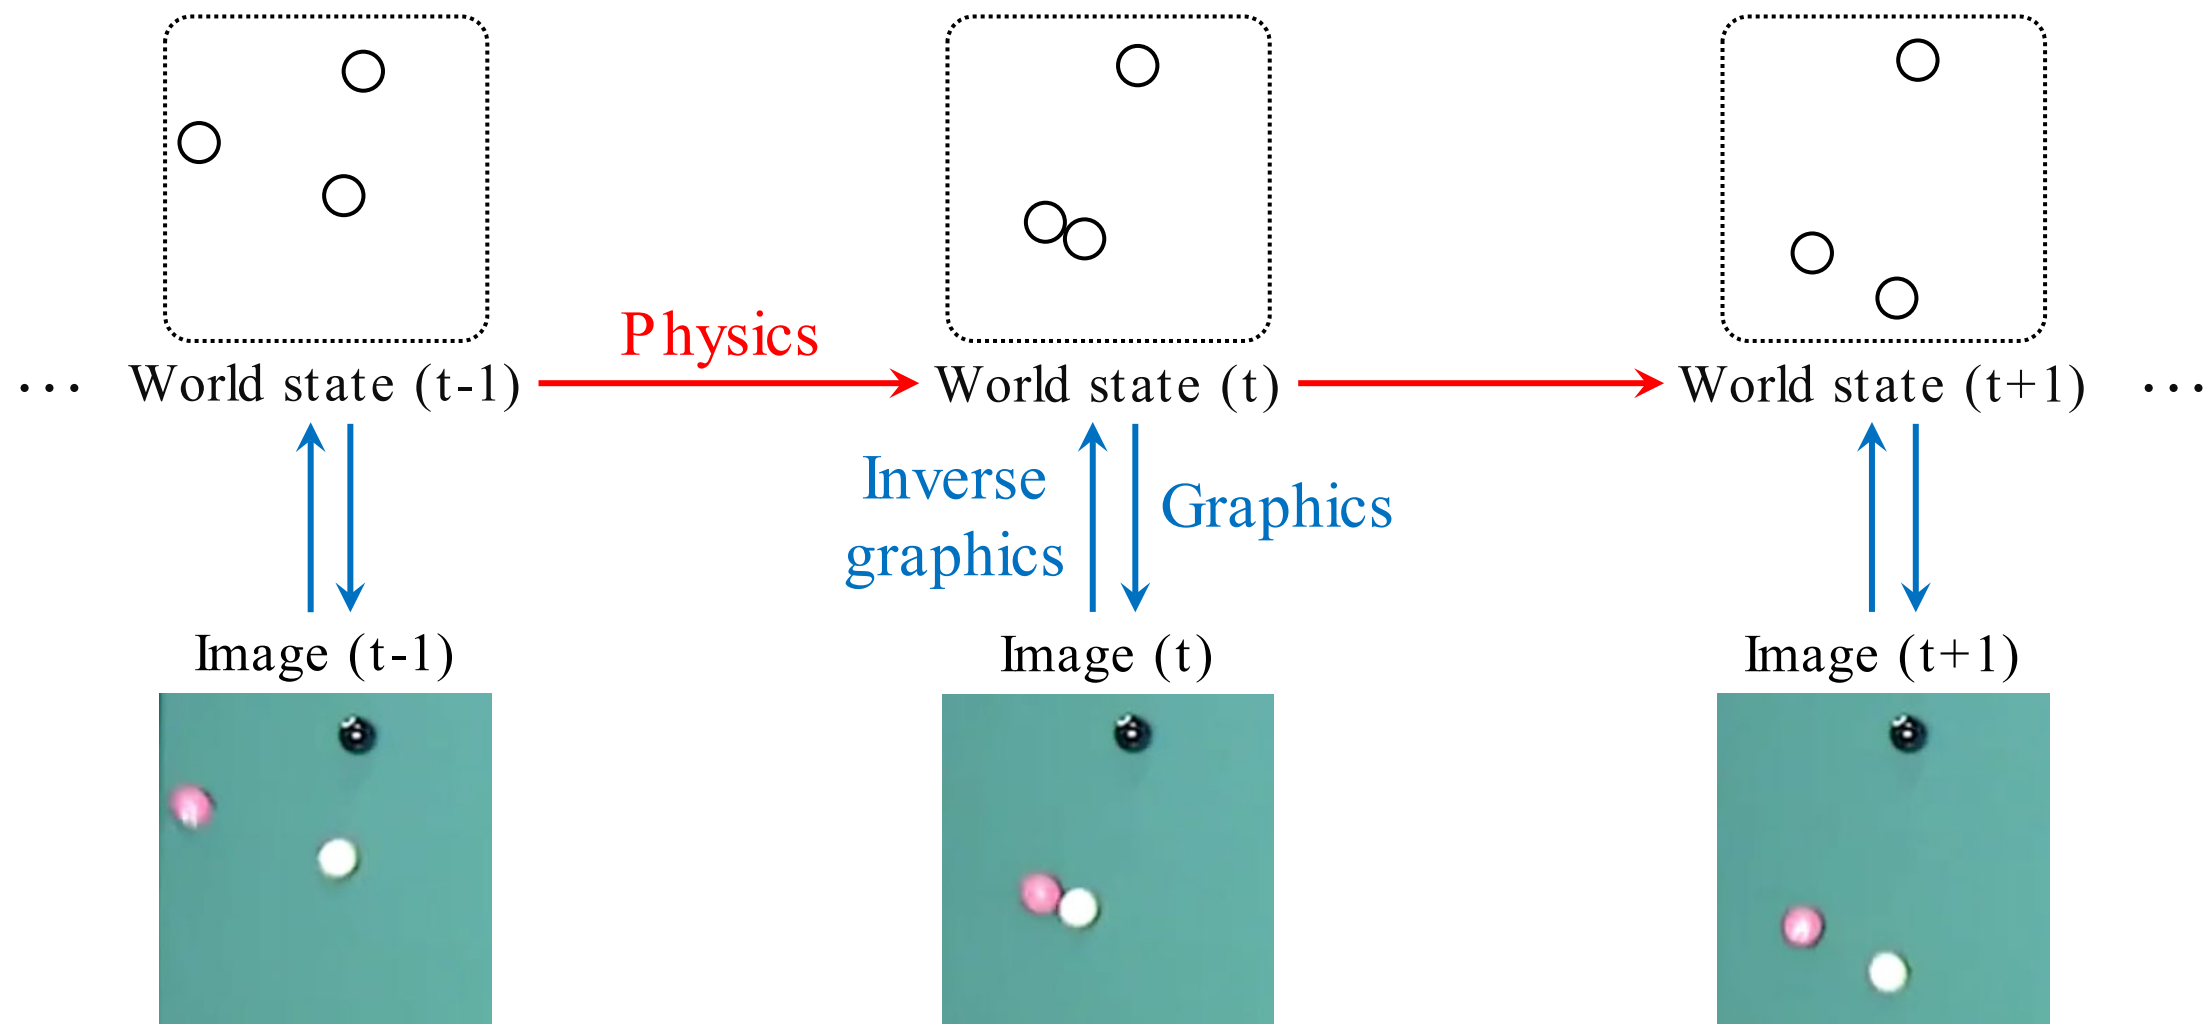 Physics
... World state (t-1) World state (t) World state (t+1) ...
Inverse
graphics
Graphics
Image (t-1) Image (t) Image (t+1)